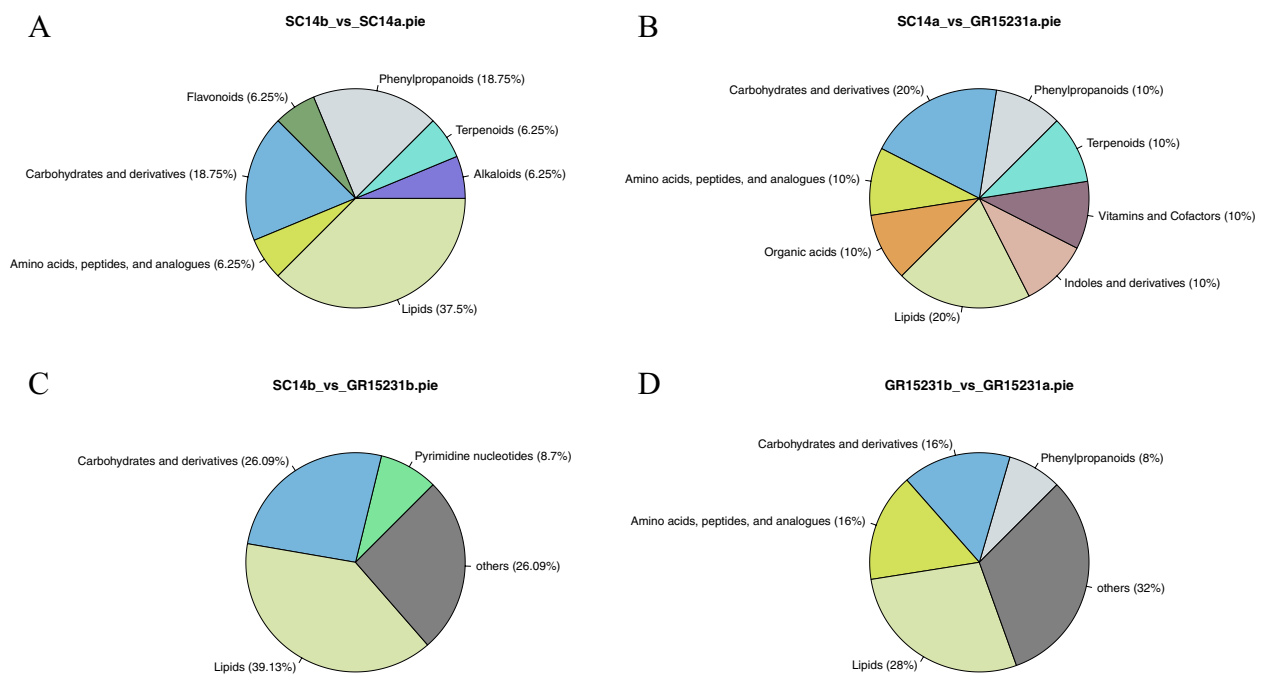 A
SC14b_vs_SC14a.pie
Phenylpropanoids (18.75%)
Flavonoids (6.25%)
Terpenoids (6.25%)
Carbohydrates and derivatives (18.75%)
Alkaloids (6.25%)
Amino acids, peptides, and analogues (6.25%)
Lipids (37.5%)
B
SC14a_vs_GR15231a.pie
Carbohydrates and derivatives (20%)
Phenylpropanoids (10%)
Terpenoids (10%)
Amino acids, peptides, and analogues (10%)
Vitamins and Cofactors (10%)
Organic acids (10%)
Indoles and derivatives (10%)
Lipids (20%)
C
SC14b_vs_GR15231b.pie
Carbohydrates and derivatives (26.09%)
Pyrimidine nucleotides (8.7%)
others (26.09%)
Lipids (39.13%)
D
GR15231b_vs_GR15231a.pie
Carbohydrates and derivatives (16%)
Phenylpropanoids (8%)
Amino acids, peptides, and analogues (16%)
others (32%)
Lipids (28%)